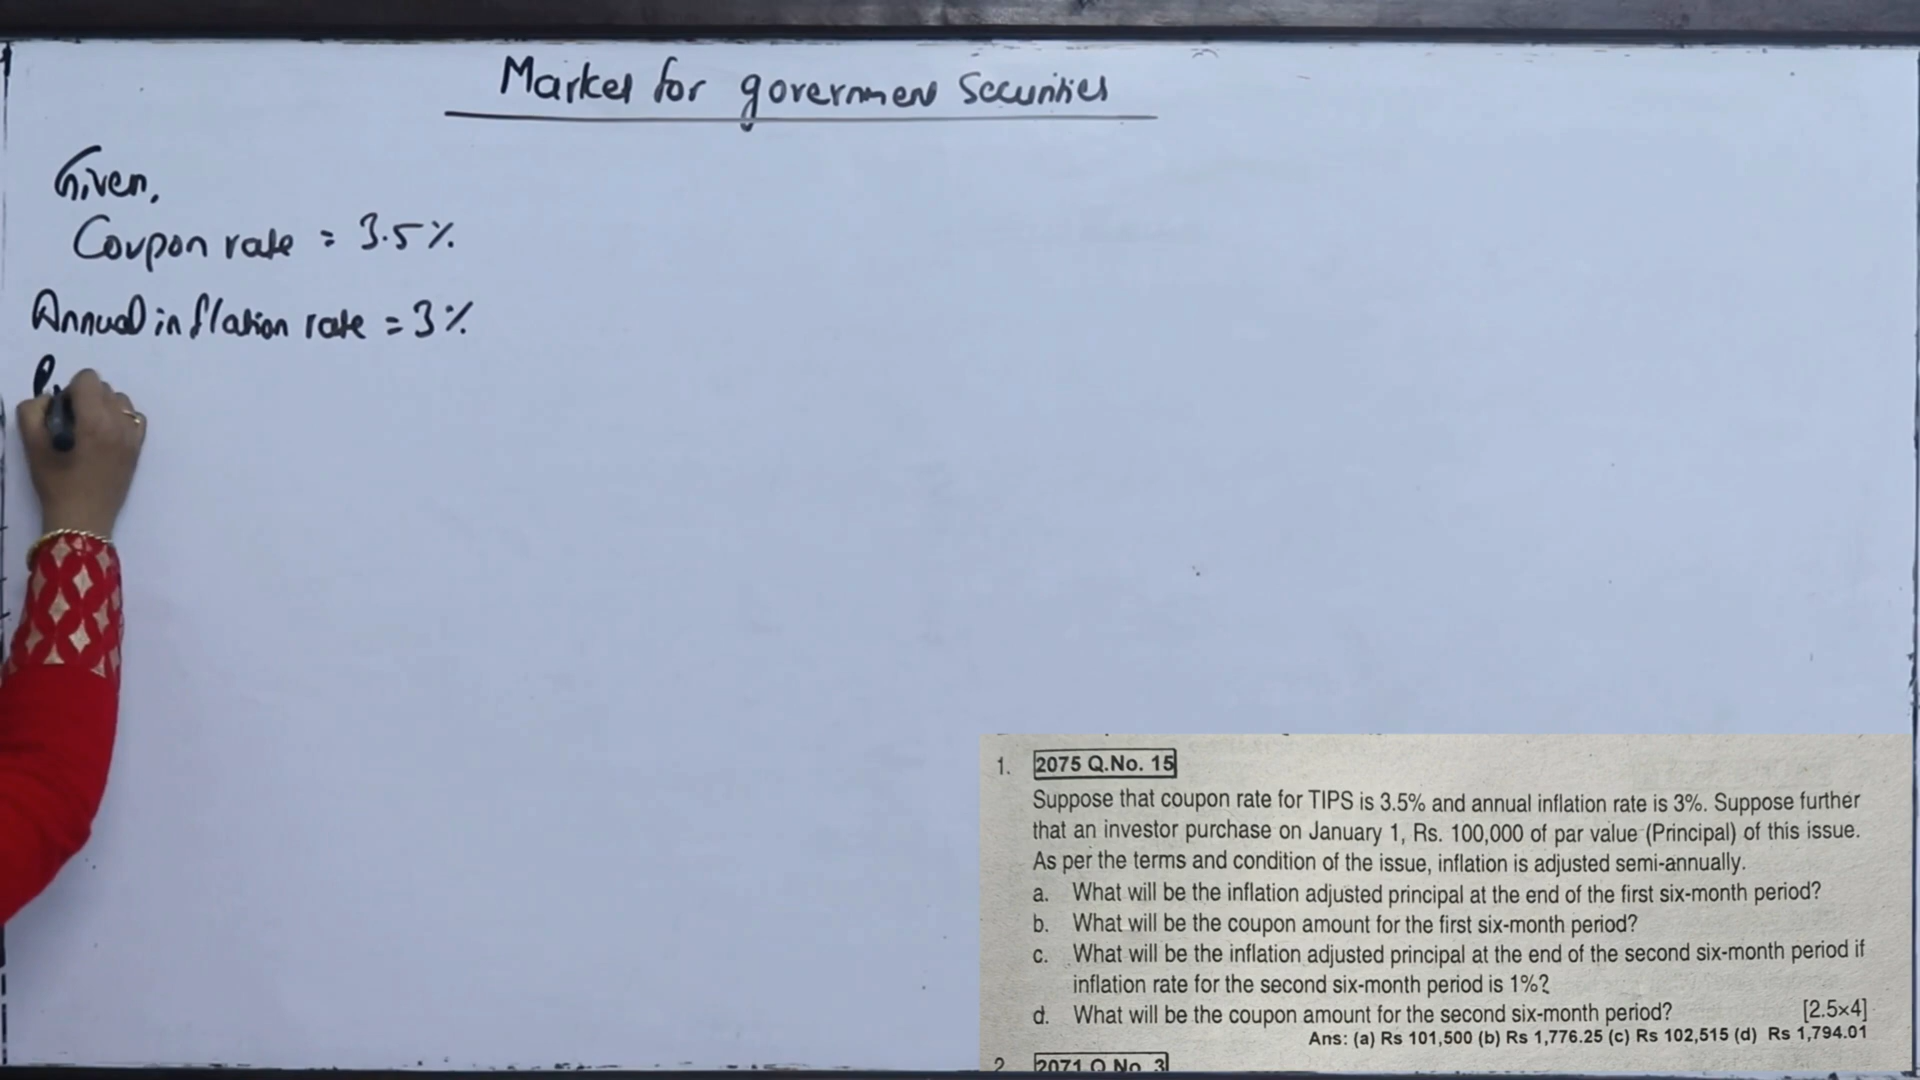 Market for government Securities
Given,
Coupon rate = 3.5%
Annual inflation rate = 3%
1. 2075 Q.No. 15
Suppose that coupon rate for TIPS is 3.5% and annual inflation rate is 3%. Suppose further
that an investor purchase on January 1, Rs. 100,000 of par value (Principal) of this issue.
As per the terms and condition of the issue, inflation is adjusted semi-annually.
a. What will be the inflation adjusted principal at the end of the first six-month period?
b. What will be the coupon amount for the first six-month period?
c. What will be the inflation adjusted principal at the end of the second six-month period if
inflation rate for the second six-month period is 1%?
d. What will be the coupon amount for the second six-month period? [2.5×4]
Ans: (a) Rs 101,500 (b) Rs 1,776.25 (c) Rs 102,515 (d) Rs 1,794.01
2 2071 Q No 3